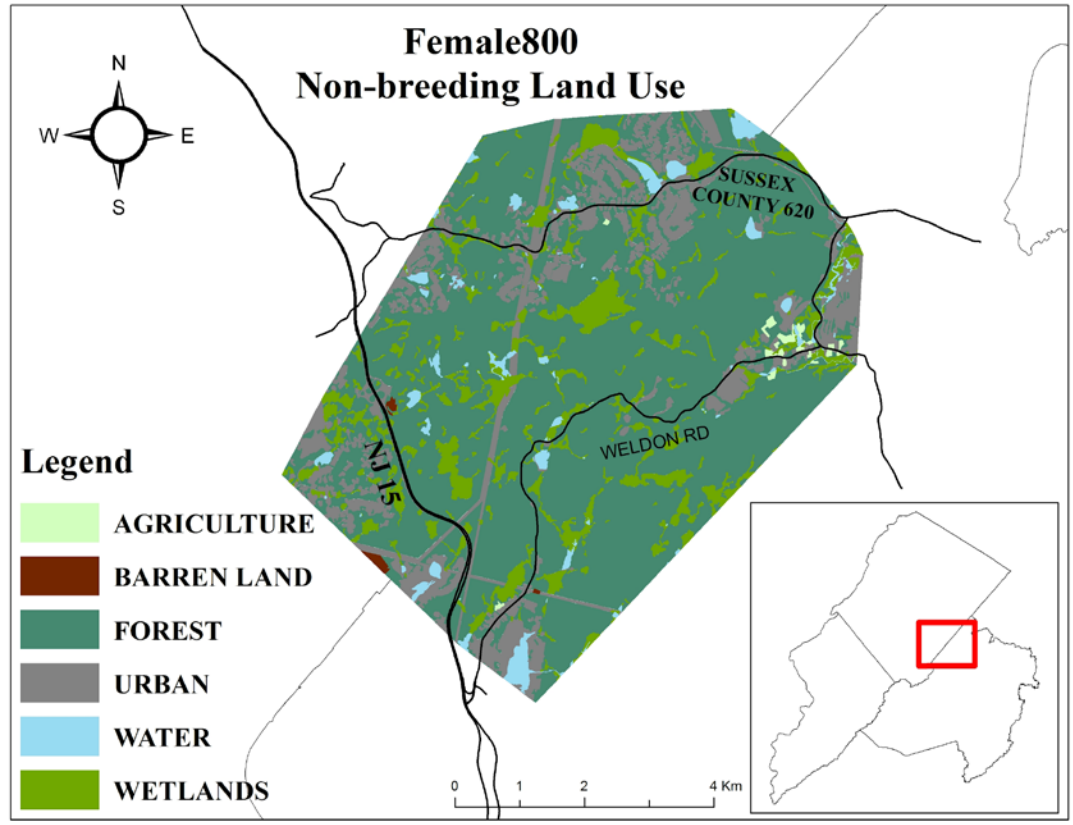 Female800
Non-breeding Land Use
N
W
E
S
SUSSEX
COUNTY 620
WELDON RD
NJ 15
Legend
AGRICULTURE
BARREN LAND
FOREST
URBAN
WATER
WETLANDS
0 1 2 4 Km